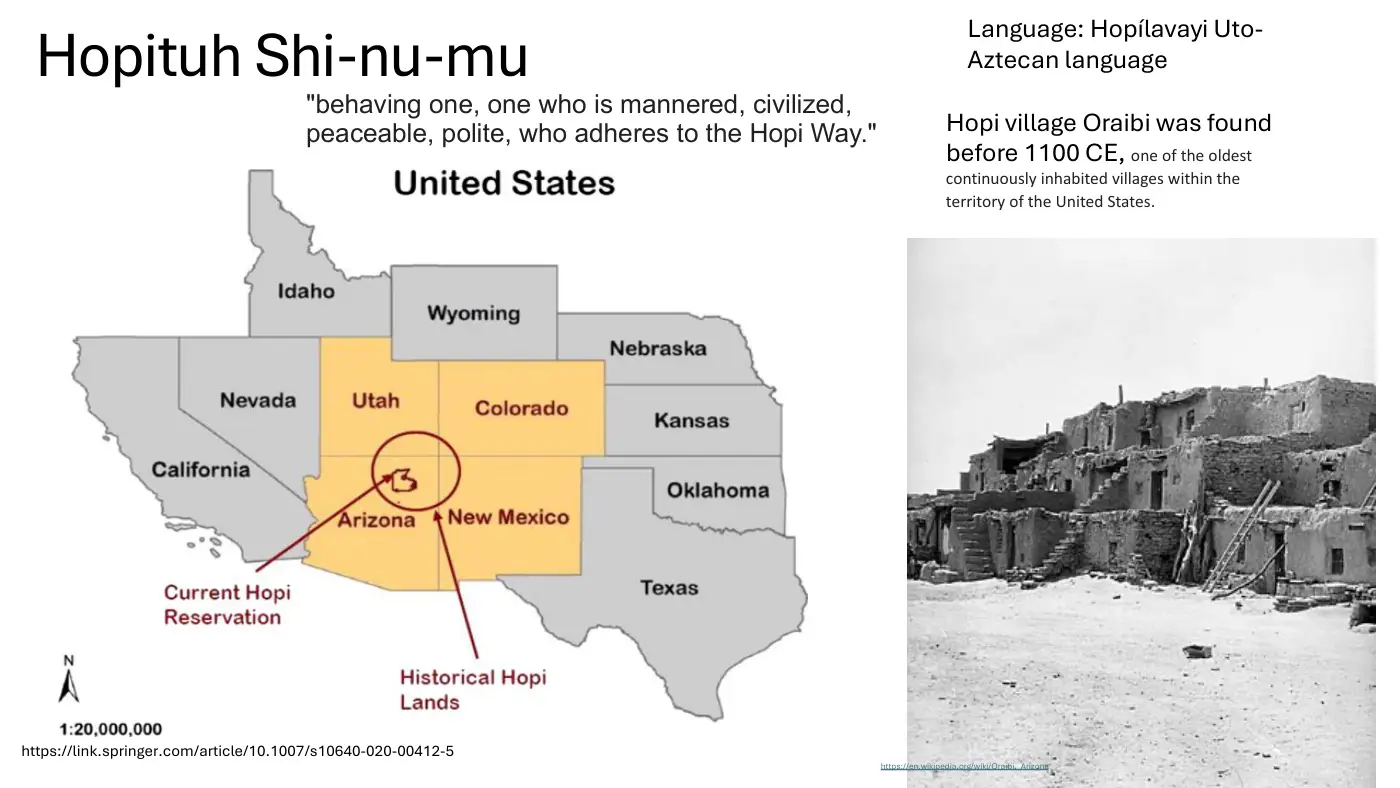 Hopituh Shi-nu-mu
"behaving one, one who is mannered, civilized,
peaceable, polite, who adheres to the Hopi Way."
Language: Hopílavayi Uto-
Aztecan language
Hopi village Oraibi was found
before 1100 CE, one of the oldest
continuously inhabited villages within the
territory of the United States.
United States
Idaho
Wyoming
Nebraska
Nevada
Utah
Colorado
Kansas
California
Oklahoma
Arizona
New Mexico
Texas
Current Hopi
Reservation
Historical Hopi
Lands
N
1:20,000,000
https://link.springer.com/article/10.1007/s10640-020-00412-5
https://en.wikipedia.org/wiki/Oraibi,_Arizona